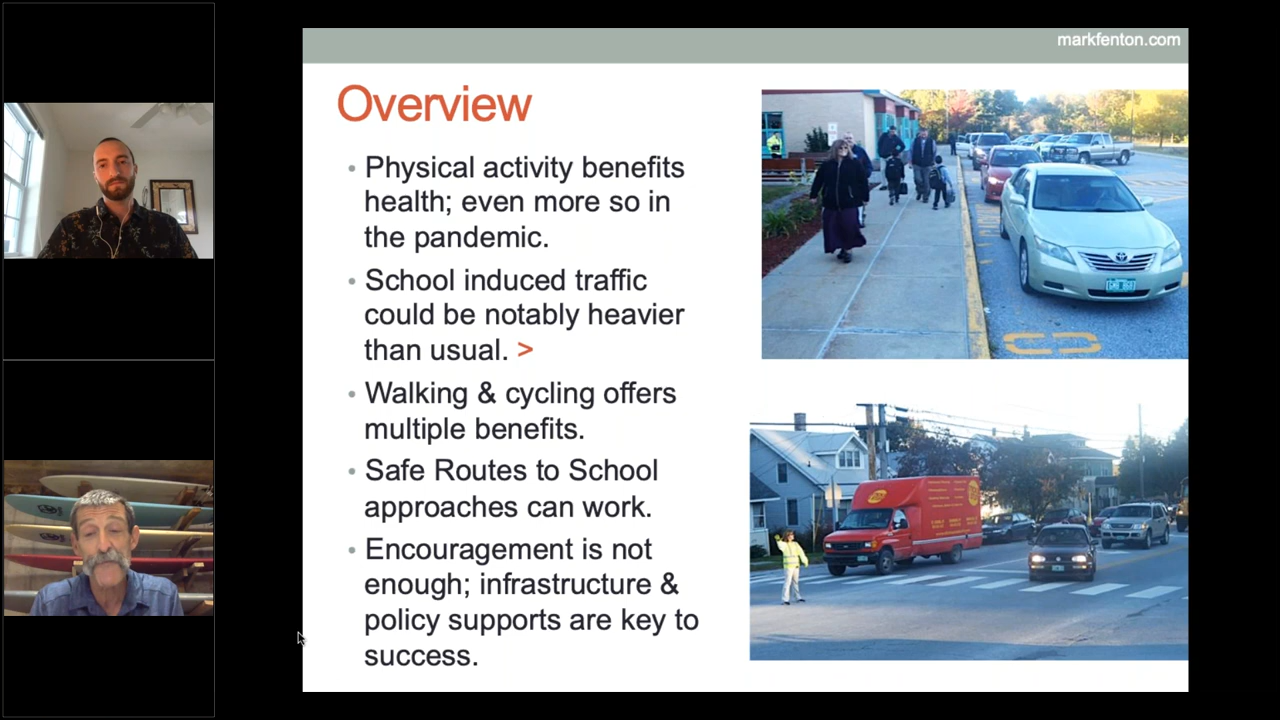 markfenton.com
Overview
• Physical activity benefits
health; even more so in
the pandemic.
• School induced traffic
could be notably heavier
than usual. >
• Walking & cycling offers
multiple benefits.
• Safe Routes to School
approaches can work.
• Encouragement is not
enough; infrastructure &
policy supports are key to
success.